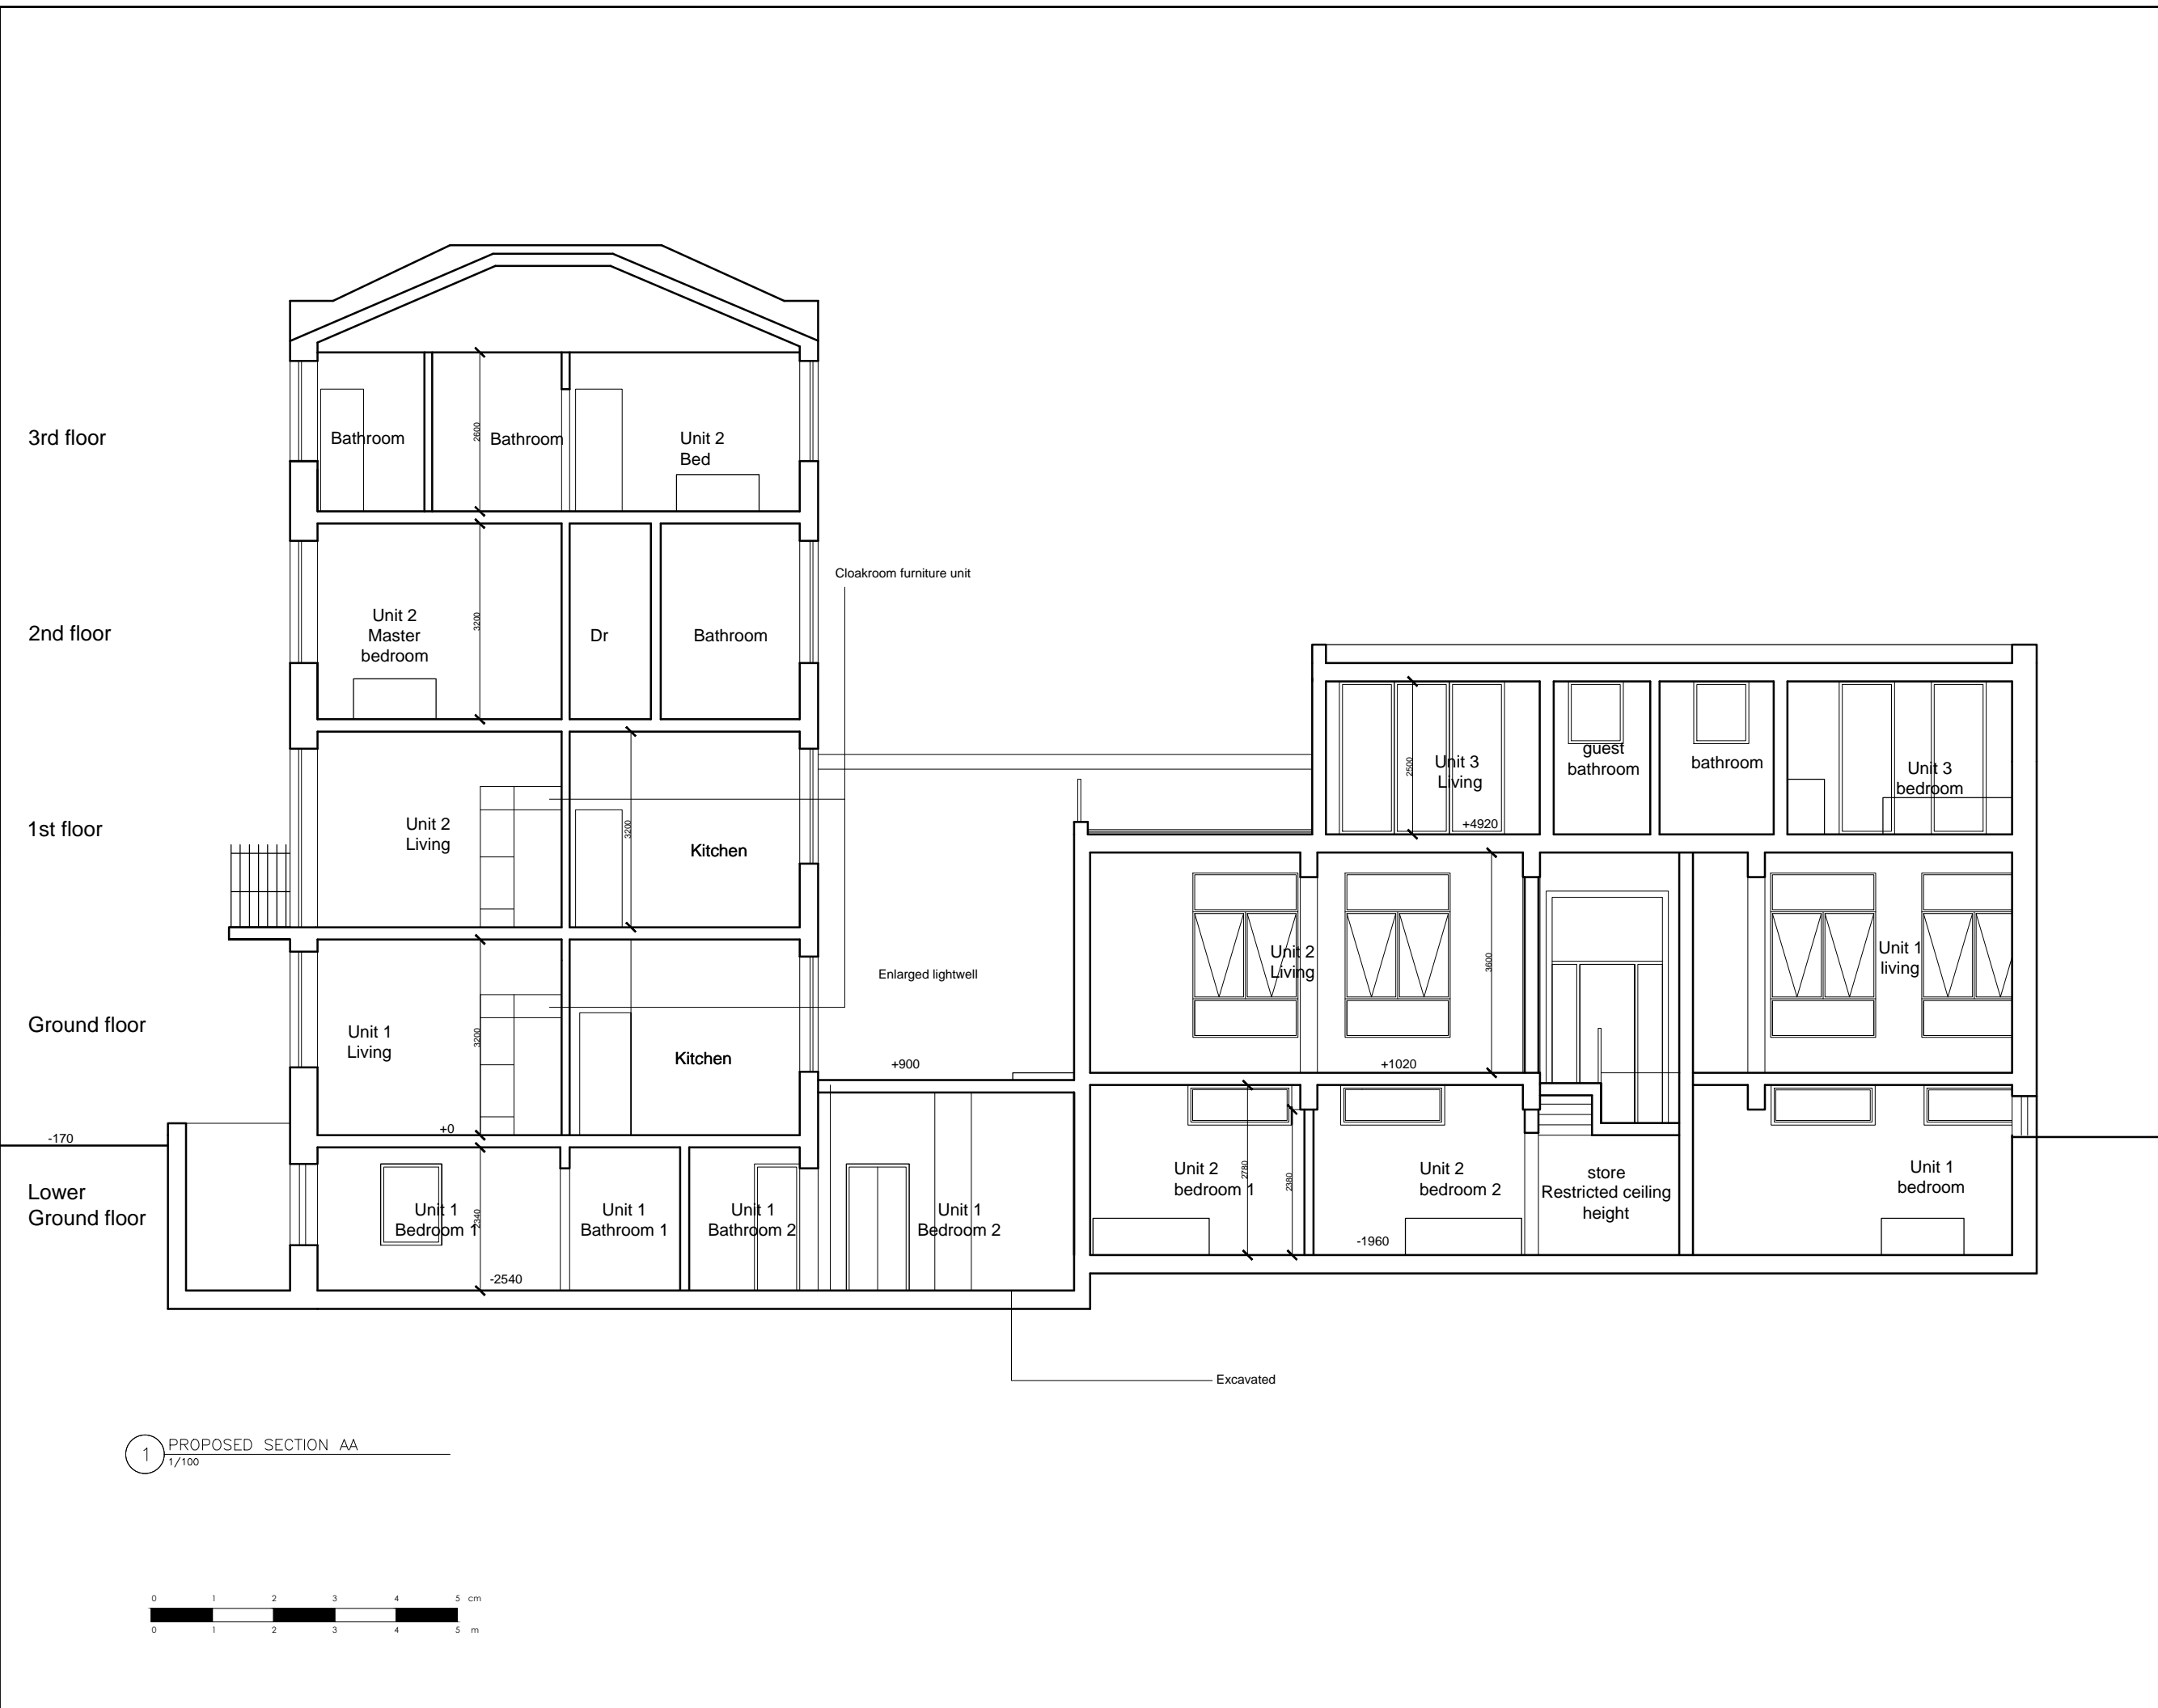 3rd floor
Bathroom
2600
Bathroom
Unit 2
Bed
2nd floor
Unit 2
Master
bedroom
3200
Dr
Bathroom
Cloakroom furniture unit
1st floor
Unit 2
Living
3200
Kitchen
Unit 3
Living
2500
+4920
guest
bathroom
bathroom
Unit 3
bedroom
Ground floor
Unit 1
Living
3200
+0
Kitchen
Enlarged lightwell
+900
Unit 2
Living
3600
+1020
Unit 1
living
-170
Lower
Ground floor
Unit 1
Bedroom 1
2340
-2540
Unit 1
Bathroom 1
Unit 1
Bathroom 2
Unit 1
Bedroom 2
Unit 2
bedroom 1
2780
2380
Unit 2
bedroom 2
-1960
store
Restricted ceiling
height
Unit 1
bedroom
Excavated
1
PROPOSED SECTION AA
1/100
0 1 2 3 4 5 cm
0 1 2 3 4 5 m